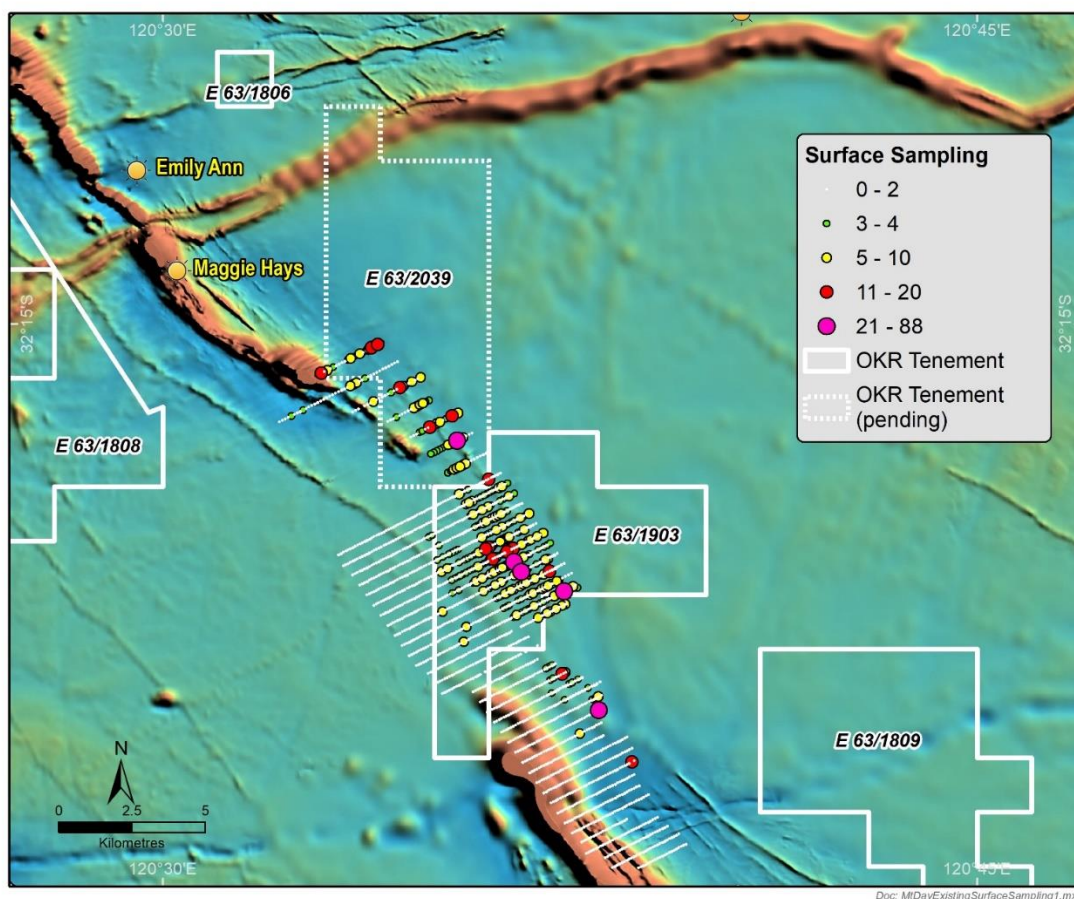 120°30'E
120°45'E
E 63/1806
Emily Ann
Maggie Hays
E 63/2039
32°15'S
32°15'S
Surface Sampling
0 - 2
3 - 4
5 - 10
11 - 20
21 - 88
OKR Tenement
OKR Tenement
(pending)
E 63/1808
E 63/1903
E 63/1809
N
0 2.5 5
Kilometres
120°30'E
120°45'E
Doc: MtDayExistingSurfaceSampling1.mx